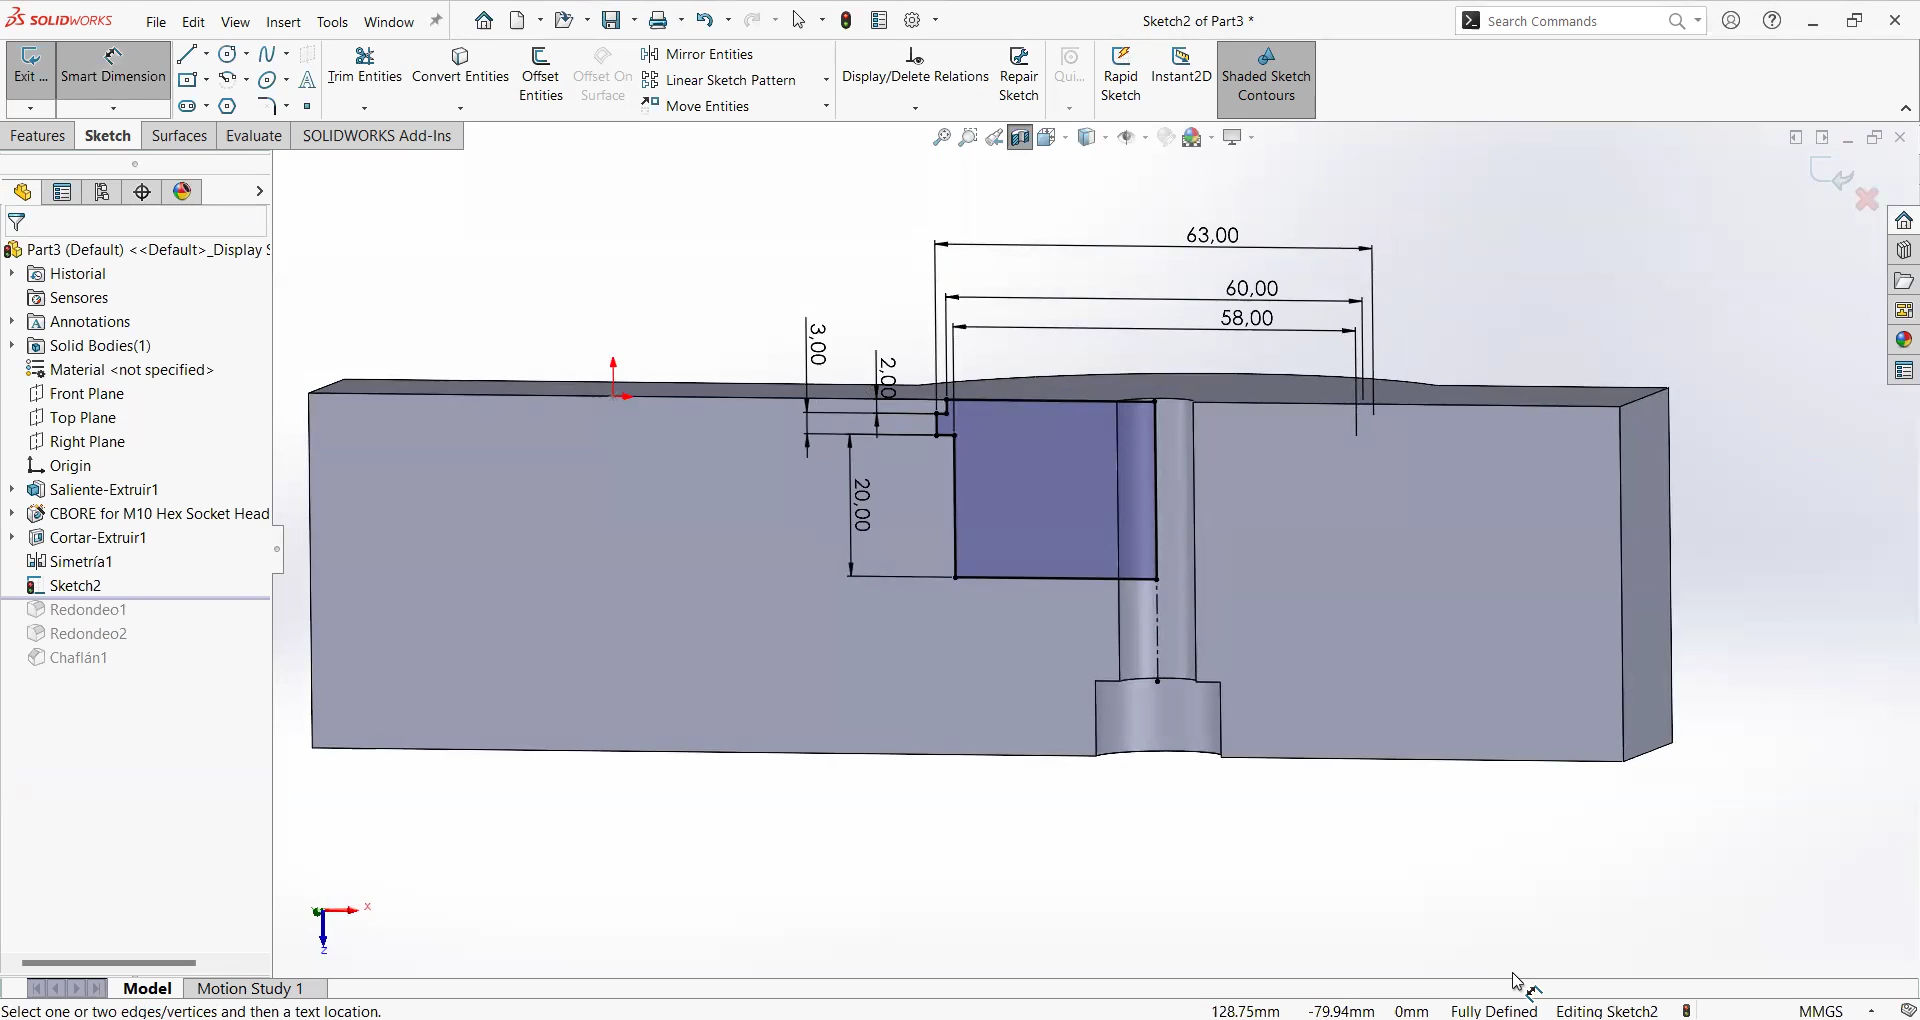 SOLIDWORKS File Edit View Insert Tools Window Sketch2 of Part3 * Search Commands
Exit ... Smart Dimension Trim Entities Convert Entities Offset Entities Offset On Surface Mirror Entities Linear Sketch Pattern Move Entities Display/Delete Relations Repair Sketch Qui... Rapid Sketch Instant2D Shaded Sketch Contours
Features Sketch Surfaces Evaluate SOLIDWORKS Add-Ins
Part3 (Default) <<Default>_Display S
Historial
Sensores
Annotations
Solid Bodies(1)
Material <not specified>
Front Plane
Top Plane
Right Plane
Origin
Saliente-Extruir1
CBORE for M10 Hex Socket Head
Cortar-Extruir1
Simetría1
Sketch2
Redondeo1
Redondeo2
Chaflán1
63,00
60,00
58,00
3,00
2,00
20,00
x
z
Model Motion Study 1
Select one or two edges/vertices and then a text location. 128.75mm -79.94mm 0mm Fully Defined Editing Sketch2 MMGS